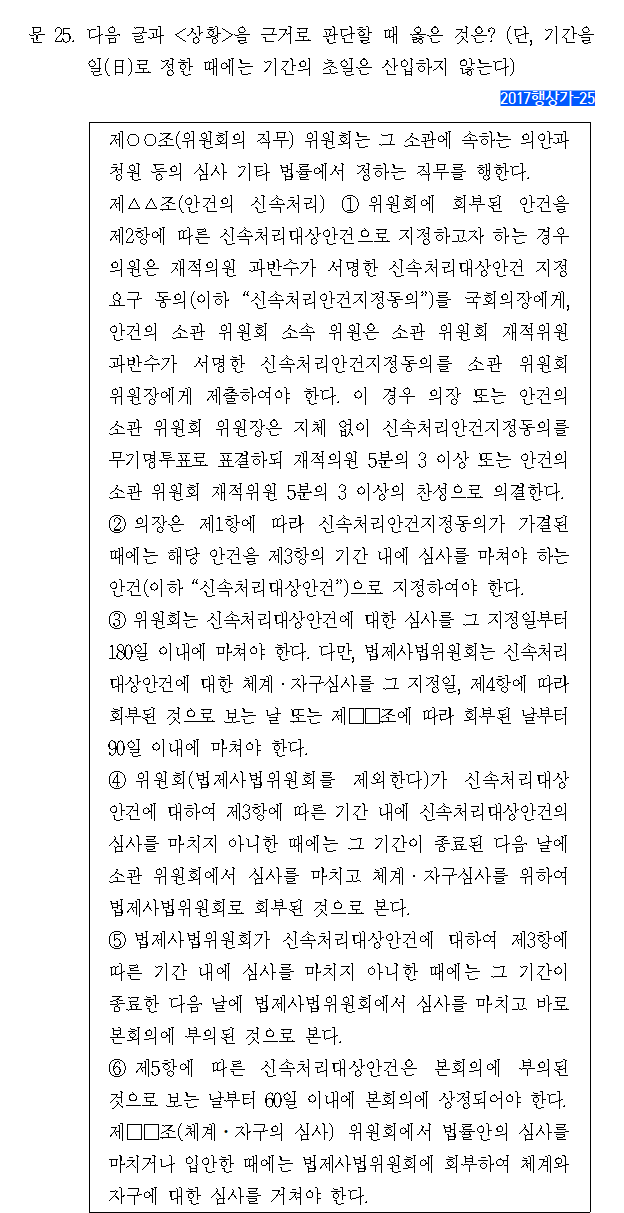 문 25. 다음 글과 <상황>을 근거로 판단할 때 옳은 것은? (단, 기간을
일(日)로 정한 때에는 기간의 초일은 산입하지 않는다)
2017행상가-25
제○○조(위원회의 직무) 위원회는 그 소관에 속하는 의안과
청원 등의 심사 기타 법률에서 정하는 직무를 행한다.
제△△조(안건의 신속처리) ① 위원회에 회부된 안건을
제2항에 따른 신속처리대상안건으로 지정하고자 하는 경우
의원은 재적의원 과반수가 서명한 신속처리대상안건 지정
요구 동의(이하 “신속처리안건지정동의”)를 국회의장에게,
안건의 소관 위원회 소속 위원은 소관 위원회 재적위원
과반수가 서명한 신속처리안건지정동의를 소관 위원회
위원장에게 제출하여야 한다. 이 경우 의장 또는 안건의
소관 위원회 위원장은 지체 없이 신속처리안건지정동의를
무기명투표로 표결하되 재적의원 5분의 3 이상 또는 안건의
소관 위원회 재적위원 5분의 3 이상의 찬성으로 의결한다.
② 의장은 제1항에 따라 신속처리안건지정동의가 가결된
때에는 해당 안건을 제3항의 기간 내에 심사를 마쳐야 하는
안건(이하 “신속처리대상안건”)으로 지정하여야 한다.
③ 위원회는 신속처리대상안건에 대한 심사를 그 지정일부터
180일 이내에 마쳐야 한다. 다만, 법제사법위원회는 신속처리
대상안건에 대한 체계·자구심사를 그 지정일, 제4항에 따라
회부된 것으로 보는 날 또는 제□□조에 따라 회부된 날부터
90일 이내에 마쳐야 한다.
④ 위원회(법제사법위원회를 제외한다)가 신속처리대상
안건에 대하여 제3항에 따른 기간 내에 신속처리대상안건의
심사를 마치지 아니한 때에는 그 기간이 종료된 다음 날에
소관 위원회에서 심사를 마치고 체계·자구심사를 위하여
법제사법위원회로 회부된 것으로 본다.
⑤ 법제사법위원회가 신속처리대상안건에 대하여 제3항에
따른 기간 내에 심사를 마치지 아니한 때에는 그 기간이
종료한 다음 날에 법제사법위원회에서 심사를 마치고 바로
본회의에 부의된 것으로 본다.
⑥ 제5항에 따른 신속처리대상안건은 본회의에 부의된
것으로 보는 날부터 60일 이내에 본회의에 상정되어야 한다.
제□□조(체계·자구의 심사) 위원회에서 법률안의 심사를
마치거나 입안한 때에는 법제사법위원회에 회부하여 체계와
자구에 대한 심사를 거쳐야 한다.